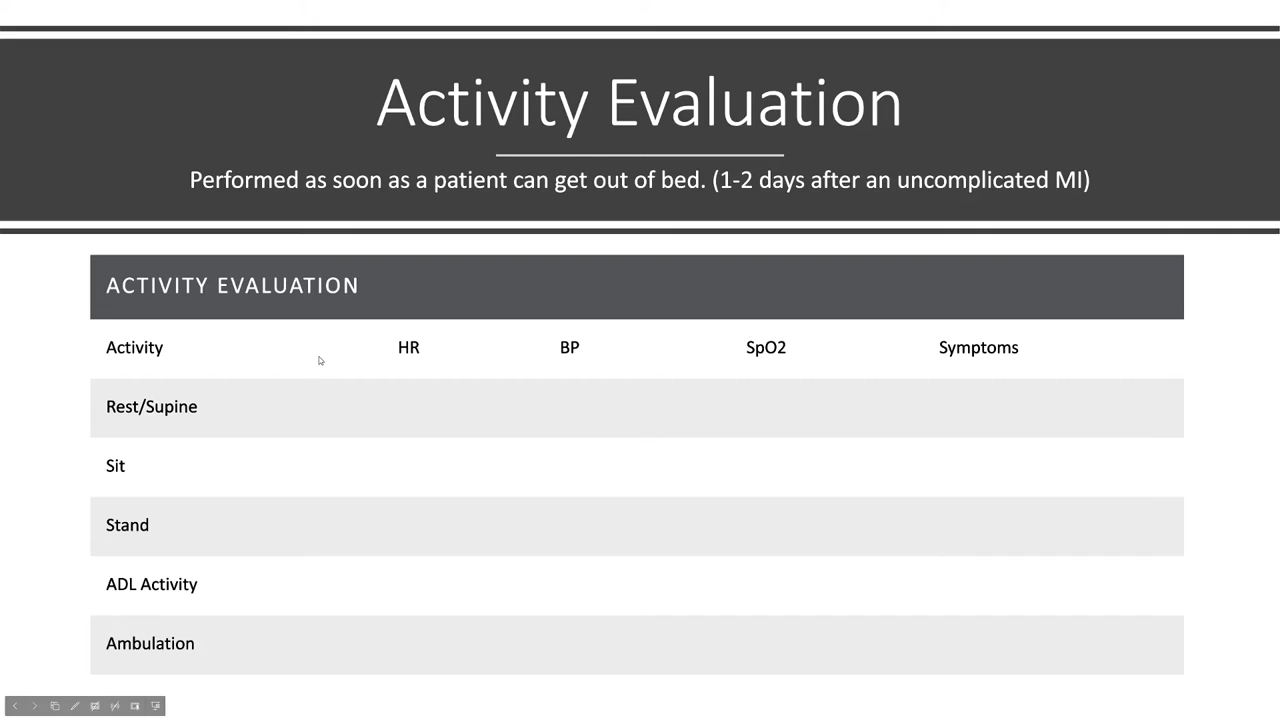 Activity Evaluation
Performed as soon as a patient can get out of bed. (1-2 days after an uncomplicated MI)
ACTIVITY EVALUATION
Activity HR BP SpO2 Symptoms
Rest/Supine
Sit
Stand
ADL Activity
Ambulation